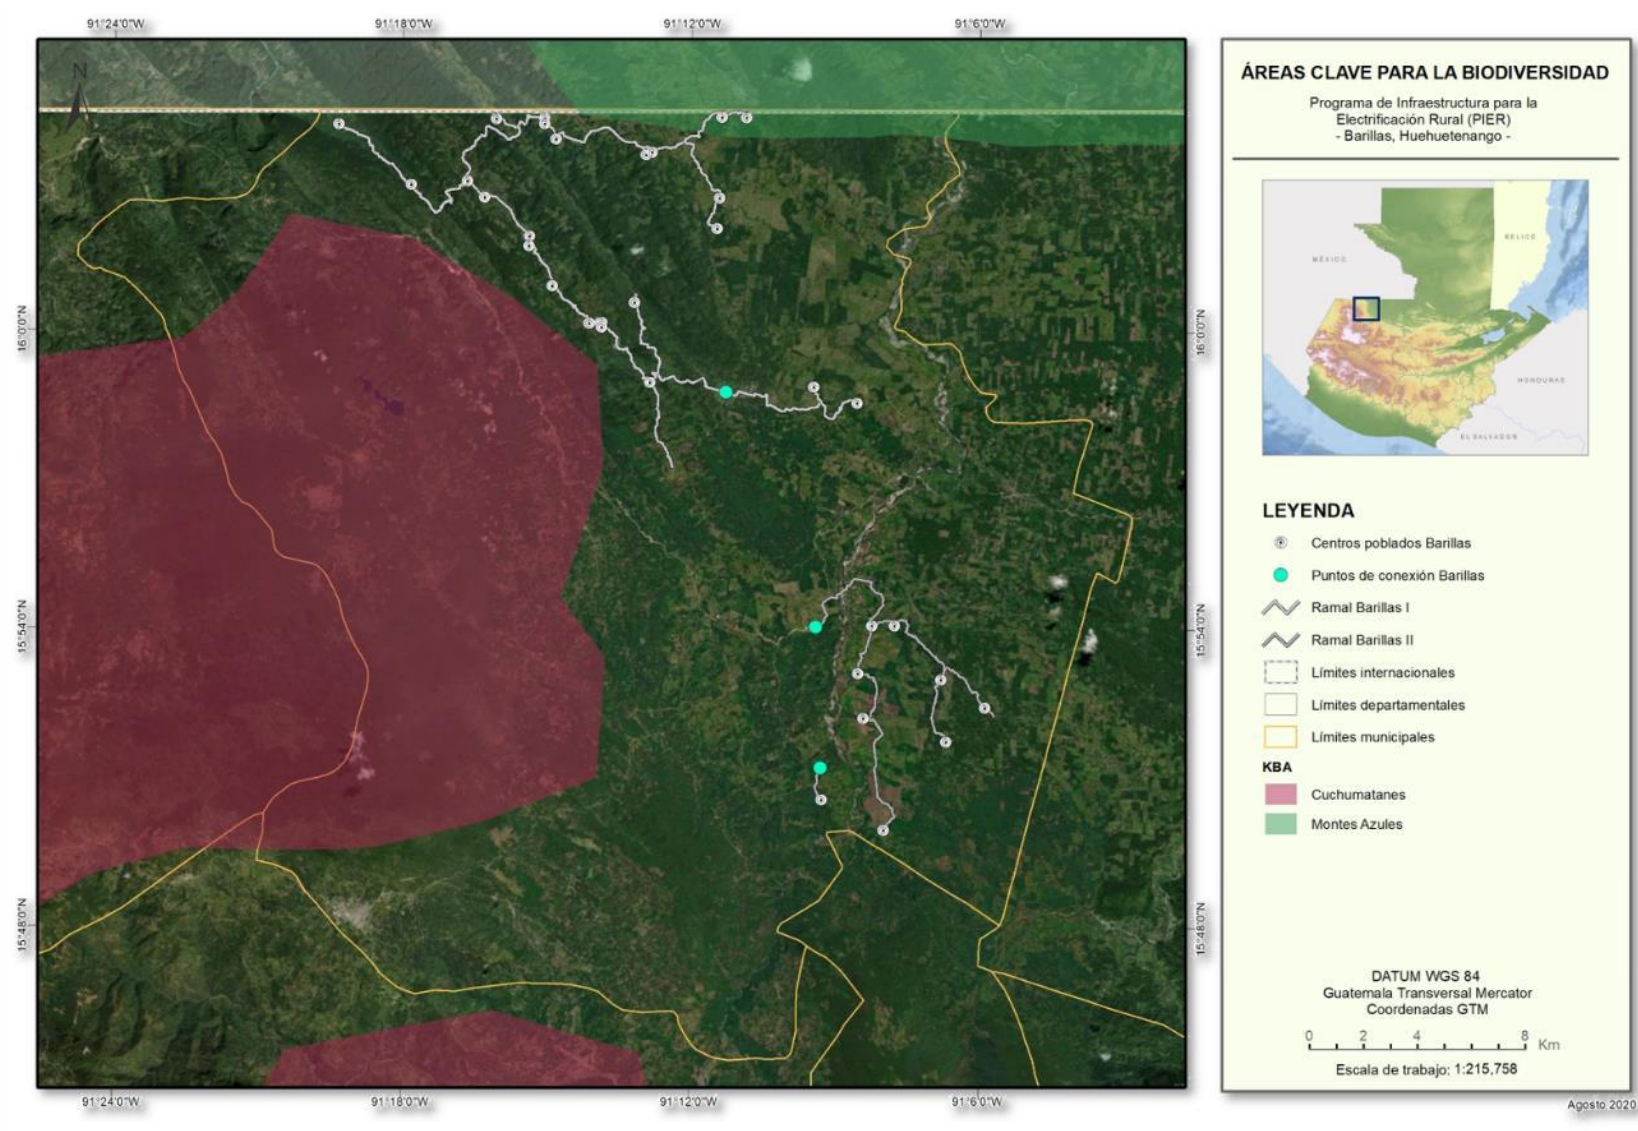 91°24'0"W 91°18'0"W 91°12'0"W 91°6'0"W
N
16°0'0"N
15°54'0"N
15°48'0"N
16°0'0"N
15°54'0"N
15°48'0"N
91°24'0"W 91°18'0"W 91°12'0"W 91°6'0"W
ÁREAS CLAVE PARA LA BIODIVERSIDAD
Programa de Infraestructura para la
Electrificación Rural (PIER)
- Barillas, Huehuetenango -
BELICE
MÉXICO
HONDURAS
EL SALVADOR
LEYENDA
Centros poblados Barillas
Puntos de conexión Barillas
Ramal Barillas I
Ramal Barillas II
Límites internacionales
Límites departamentales
Límites municipales
KBA
Cuchumatanes
Montes Azules
DATUM WGS 84
Guatemala Transversal Mercator
Coordenadas GTM
0 2 4 8 Km
Escala de trabajo: 1:215,758
Agosto 2020